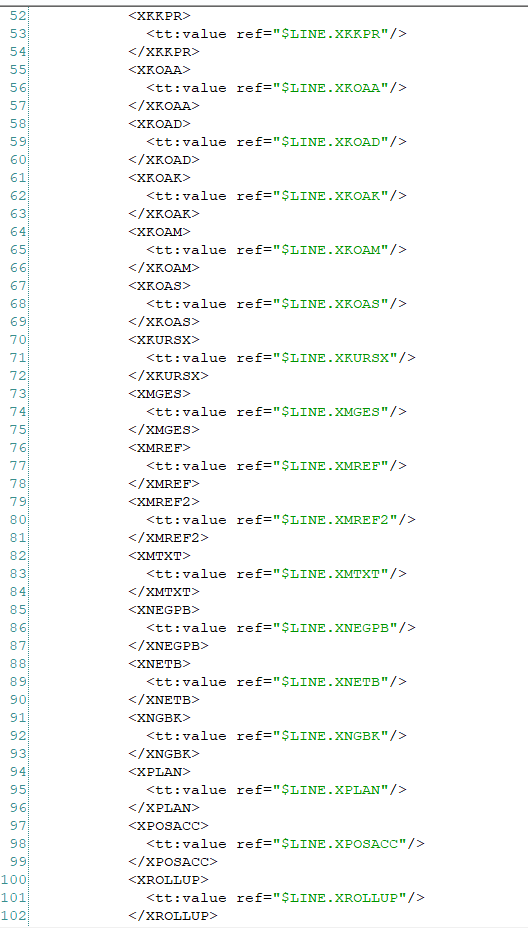 52 <XKKPR>
53 <tt:value ref="$LINE.XKKPR"/>
54 </XKKPR>
55 <XKOAA>
56 <tt:value ref="$LINE.XKOAA"/>
57 </XKOAA>
58 <XKOAD>
59 <tt:value ref="$LINE.XKOAD"/>
60 </XKOAD>
61 <XKOAK>
62 <tt:value ref="$LINE.XKOAK"/>
63 </XKOAK>
64 <XKOAM>
65 <tt:value ref="$LINE.XKOAM"/>
66 </XKOAM>
67 <XKOAS>
68 <tt:value ref="$LINE.XKOAS"/>
69 </XKOAS>
70 <XKURSX>
71 <tt:value ref="$LINE.XKURSX"/>
72 </XKURSX>
73 <XMGES>
74 <tt:value ref="$LINE.XMGES"/>
75 </XMGES>
76 <XMREF>
77 <tt:value ref="$LINE.XMREF"/>
78 </XMREF>
79 <XMREF2>
80 <tt:value ref="$LINE.XMREF2"/>
81 </XMREF2>
82 <XMTXT>
83 <tt:value ref="$LINE.XMTXT"/>
84 </XMTXT>
85 <XNEGPB>
86 <tt:value ref="$LINE.XNEGPB"/>
87 </XNEGPB>
88 <XNETB>
89 <tt:value ref="$LINE.XNETB"/>
90 </XNETB>
91 <XNGBK>
92 <tt:value ref="$LINE.XNGBK"/>
93 </XNGBK>
94 <XPLAN>
95 <tt:value ref="$LINE.XPLAN"/>
96 </XPLAN>
97 <XPOSACC>
98 <tt:value ref="$LINE.XPOSACC"/>
99 </XPOSACC>
100 <XROLLUP>
101 <tt:value ref="$LINE.XROLLUP"/>
102 </XROLLUP>